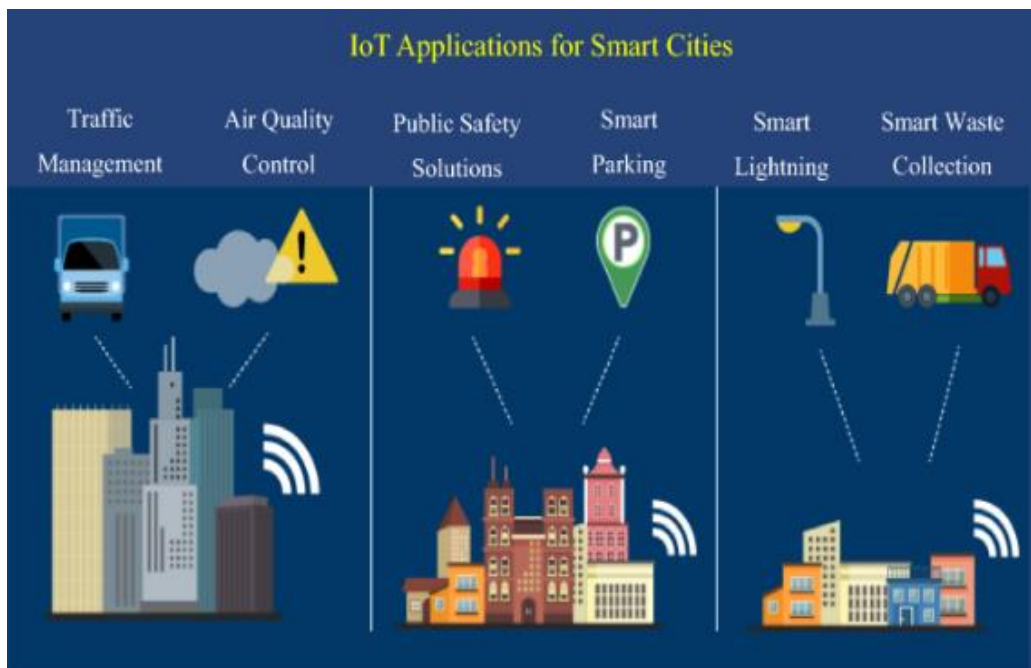 IoT Applications for Smart Cities
Traffic
Management
Air Quality
Control
Public Safety
Solutions
Smart
Parking
Smart
Lightning
Smart Waste
Collection
P
!